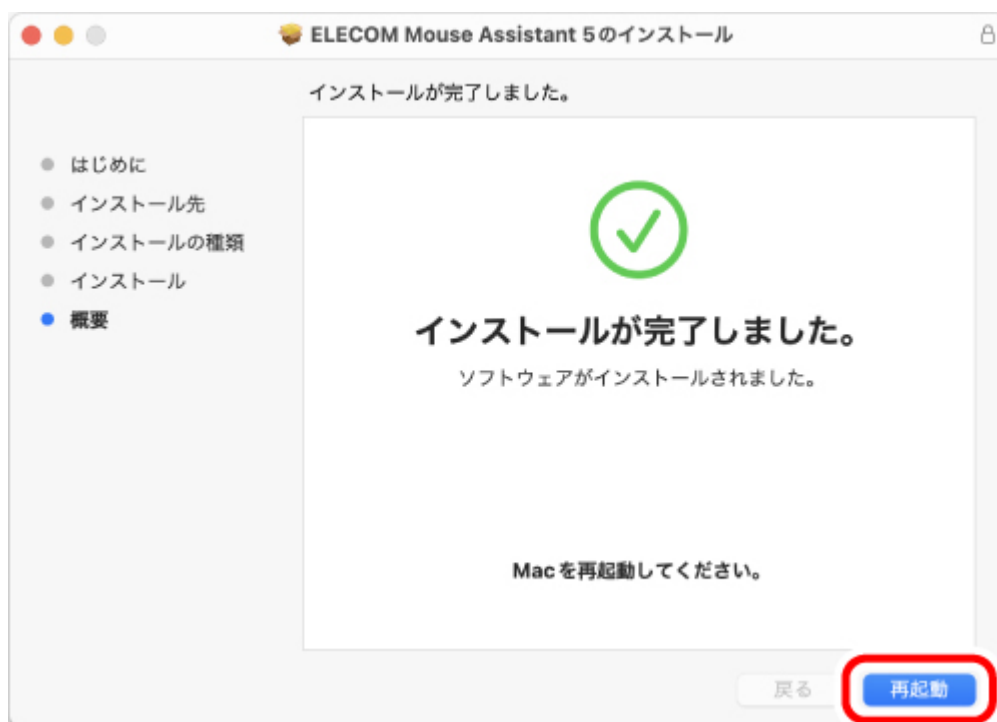 ELECOM Mouse Assistant 5のインストール
インストールが完了しました。
はじめに
インストール先
インストールの種類
インストール
概要
インストールが完了しました。
ソフトウェアがインストールされました。
Macを再起動してください。
戻る
再起動